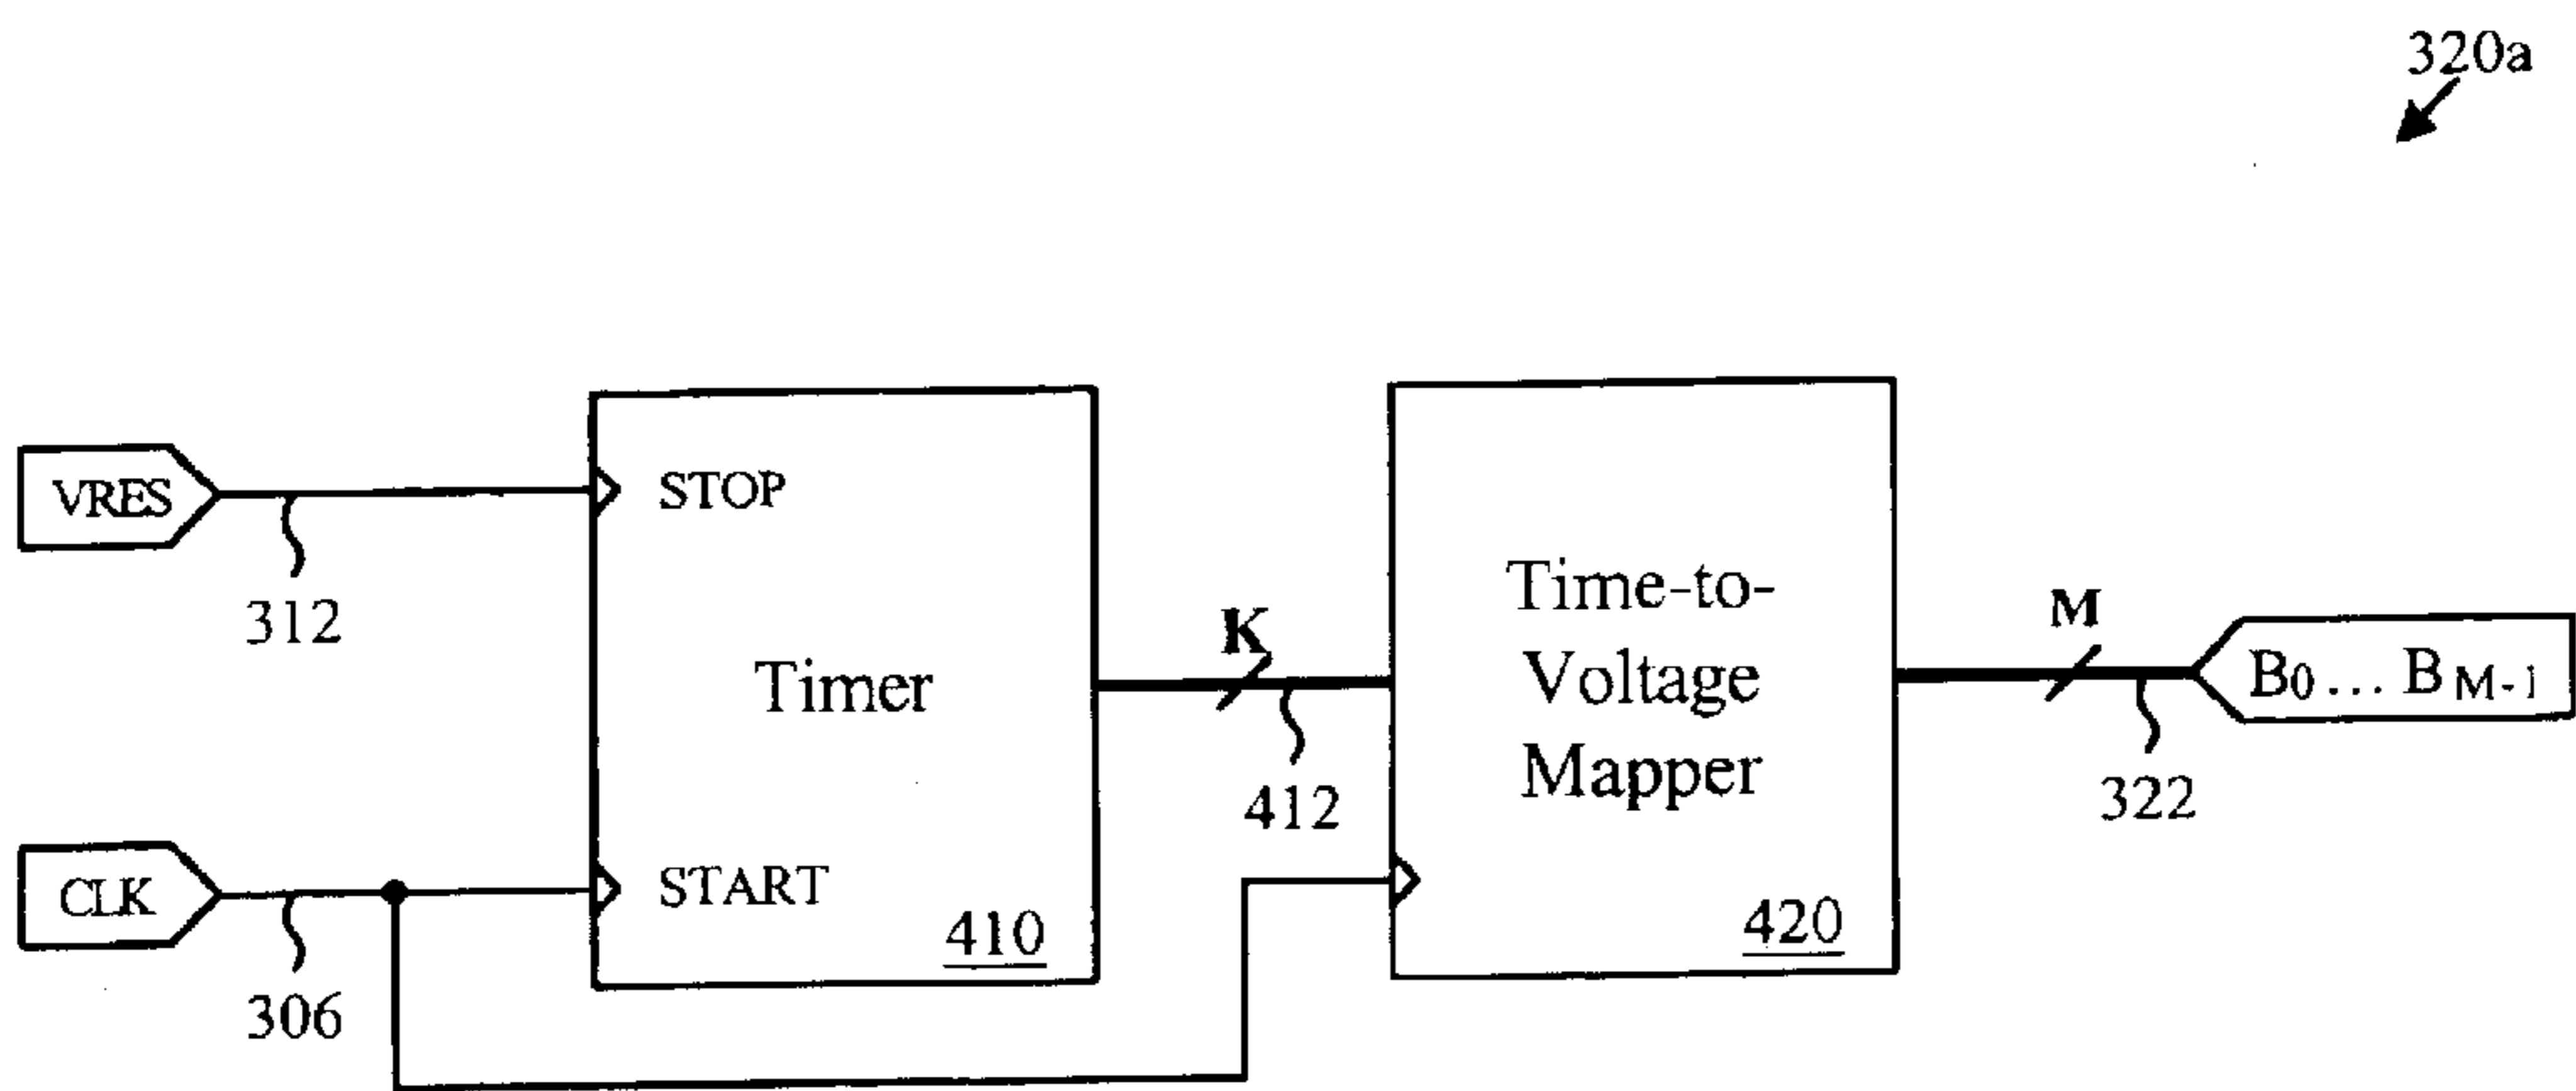 320a
VRES
312
STOP
Timer
START
410
CLK
306
K
412
Time-to-
Voltage
Mapper
420
M
322
B0 ... BM-1